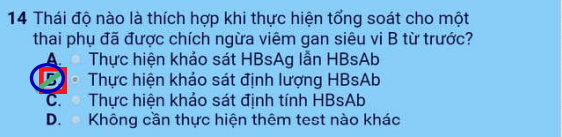 14 Thái độ nào là thích hợp khi thực hiện tổng soát cho một
thai phụ đã được chích ngừa viêm gan siêu vi B từ trước?
A. Thực hiện khảo sát HBsAg lẫn HBsAb
B. Thực hiện khảo sát định lượng HBsAb
C. Thực hiện khảo sát định tính HBsAb
D. Không cần thực hiện thêm test nào khác